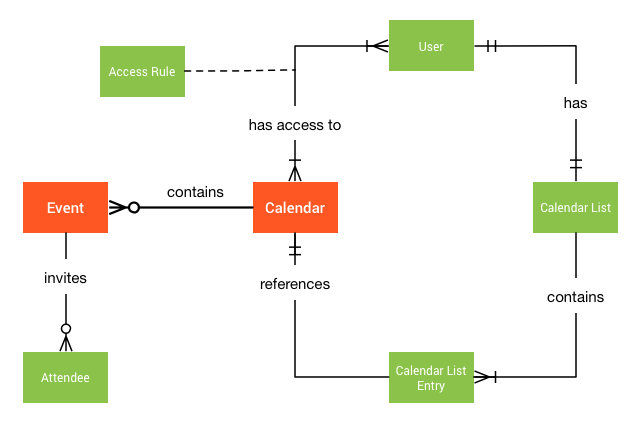 User
Access Rule
has
has access to
contains
Event
Calendar
Calendar List
invites
references
contains
Attendee
Calendar List
Entry